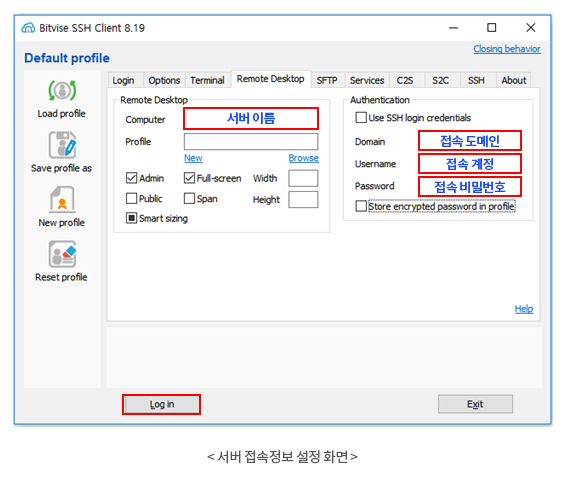 Bitvise SSH Client 8.19
Default profile
Closing behavior
Load profile
Save profile as
New profile
Reset profile
Login Options Terminal Remote Desktop SFTP Services C2S S2C SSH About
Remote Desktop
Computer 서버 이름
Profile
New Browse
Admin Full-screen Width
Public Span Height
Smart sizing
Authentication
Use SSH login credentials
Domain 접속 도메인
Username 접속 계정
Password 접속 비밀번호
Store encrypted password in profile
Help
Log in Exit
< 서버 접속정보 설정 화면 >